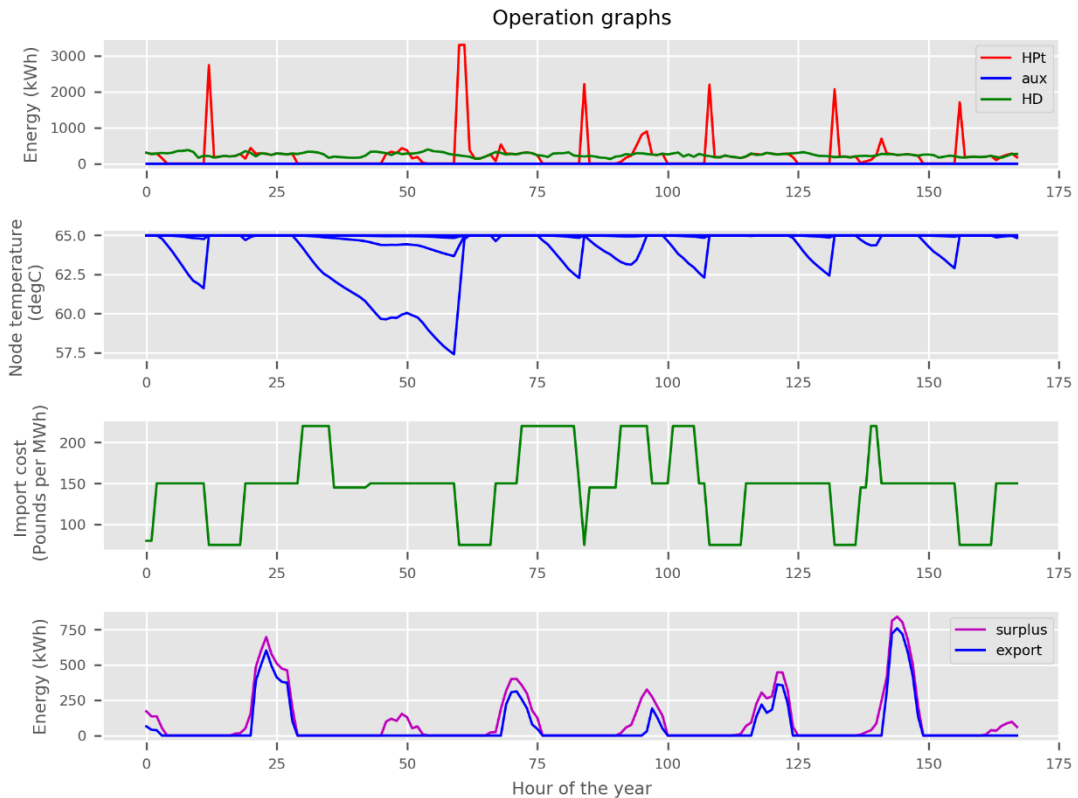 Operation graphs
Energy (kWh)
3000
2000
1000
0
HPt
aux
HD
0 25 50 75 100 125 150 175
Node temperature
(degC)
65.0
62.5
60.0
57.5
0 25 50 75 100 125 150 175
Import cost
(Pounds per MWh)
200
150
100
0 25 50 75 100 125 150 175
Energy (kWh)
750
500
250
0
surplus
export
0 25 50 75 100 125 150 175
Hour of the year